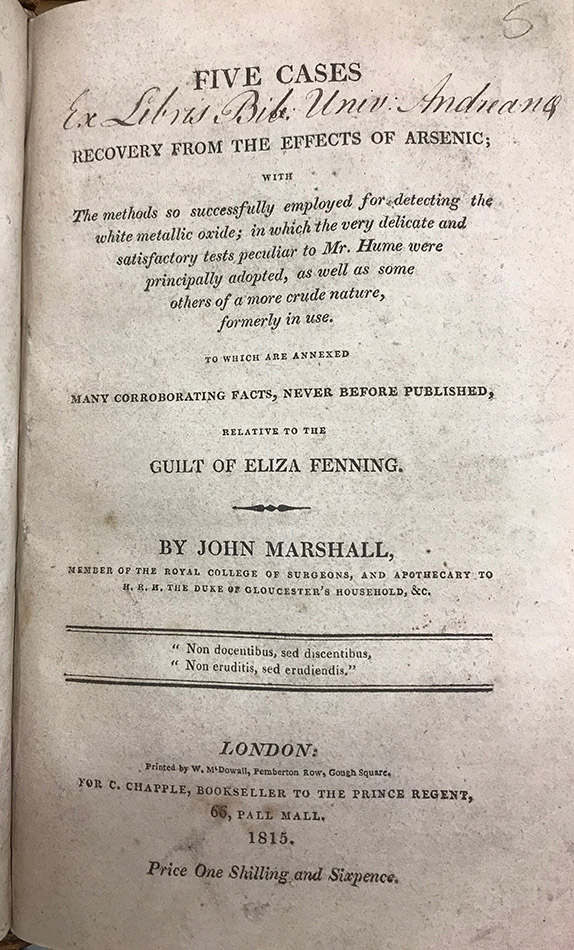 5
FIVE CASES
Ex Libris Bib. Univ. Andreanæ
RECOVERY FROM THE EFFECTS OF ARSENIC;
WITH
The methods so successfully employed for detecting the
white metallic oxide; in which the very delicate and
satisfactory tests peculiar to Mr. Hume were
principally adopted, as well as some
others of a more crude nature,
formerly in use.
TO WHICH ARE ANNEXED
MANY CORROBORATING FACTS, NEVER BEFORE PUBLISHED,
RELATIVE TO THE
GUILT OF ELIZA FENNING.
BY JOHN MARSHALL,
MEMBER OF THE ROYAL COLLEGE OF SURGEONS, AND APOTHECARY TO
H. R. H. THE DUKE OF GLOUCESTER'S HOUSEHOLD, &C.
“ Non docentibus, sed discentibus,
“ Non eruditis, sed erudiendis.”
LONDON:
Printed by W. McDowall, Pemberton Row, Gough Square,
FOR C. CHAPPLE, BOOKSELLER TO THE PRINCE REGENT,
66, PALL MALL.
1815.
Price One Shilling and Sixpence.